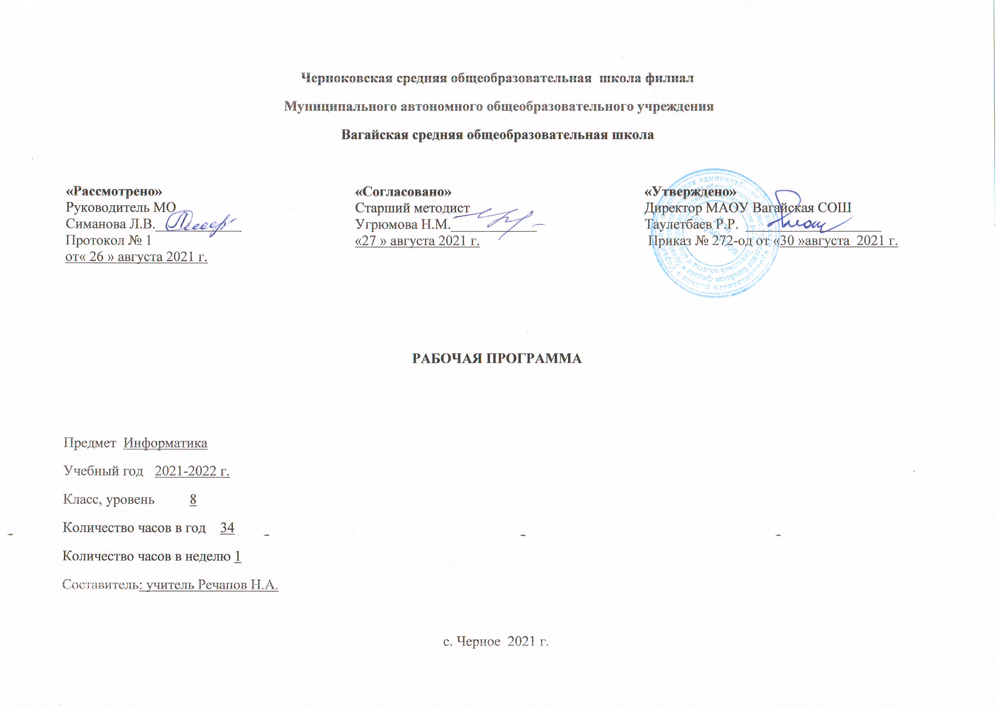 Черноковская средняя общеобразовательная школа филиал
Муниципального автономного общеобразовательного учреждения
Вагайская средняя общеобразовательная школа
«Рассмотрено»
Руководитель МО
Симанова Л.В.
Протокол № 1
от« 26 » августа 2021 г.
«Согласовано»
Старший методист
Угрюмова Н.М.
«27 » августа 2021 г.
«Утверждено»
Директор МАОУ Вагайская СОШ
Таулетбаев Р.Р.
Приказ № 272-од от «30 »августа 2021 г.
Для
документов
РАБОЧАЯ ПРОГРАММА
Предмет Информатика
Учебный год 2021-2022 г.
Класс, уровень 8
Количество часов в год 34
Количество часов в неделю 1
Составитель: учитель Речапов Н.А.
с. Черное 2021 г.